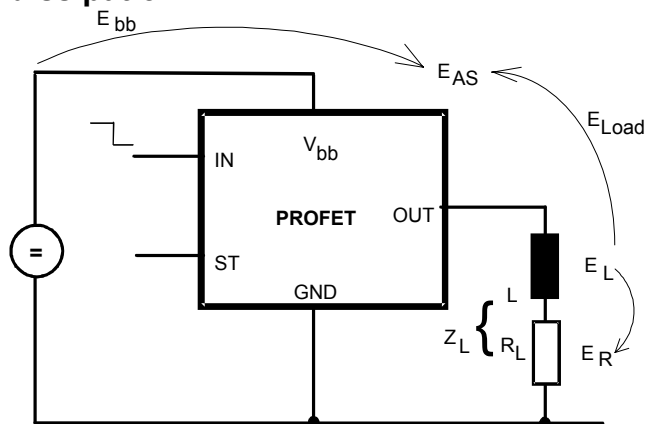 E bb
E AS
E Load
V bb
IN
PROFET
OUT
ST
GND
=
L
E L
Z L { R L
E R